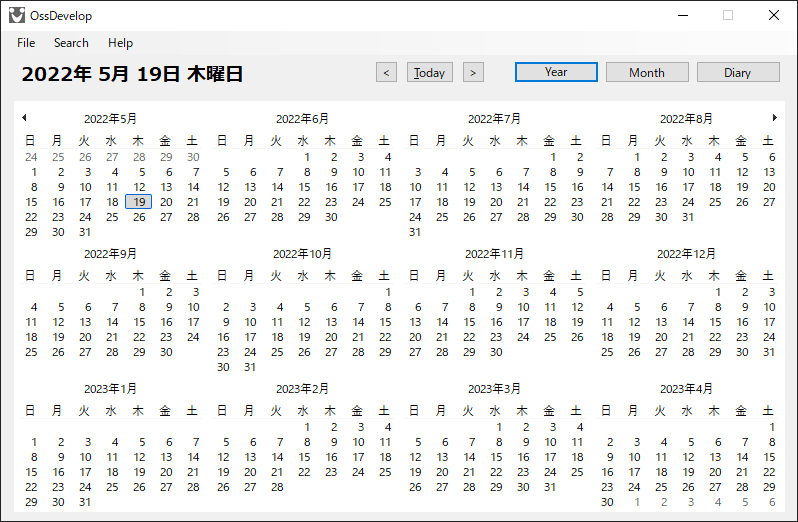 OssDevelop
File Search Help
2022年 5月 19日 木曜日 < Today > Year Month Diary
2022年5月 2022年6月 2022年7月 2022年8月
日 月 火 水 木 金 土 日 月 火 水 木 金 土 日 月 火 水 木 金 土 日 月 火 水 木 金 土
24 25 26 27 28 29 30 1 2 3 4 1 2 1 2 3 4 5 6
1 2 3 4 5 6 7 5 6 7 8 9 10 11 3 4 5 6 7 8 9 7 8 9 10 11 12 13
8 9 10 11 12 13 14 12 13 14 15 16 17 18 10 11 12 13 14 15 16 14 15 16 17 18 19 20
15 16 17 18 19 20 21 19 20 21 22 23 24 25 17 18 19 20 21 22 23 21 22 23 24 25 26 27
22 23 24 25 26 27 28 26 27 28 29 30 24 25 26 27 28 29 30 28 29 30 31
29 30 31 31
2022年9月 2022年10月 2022年11月 2022年12月
日 月 火 水 木 金 土 日 月 火 水 木 金 土 日 月 火 水 木 金 土 日 月 火 水 木 金 土
1 2 3 1 1 2 3 4 5 1 2 3
4 5 6 7 8 9 10 2 3 4 5 6 7 8 6 7 8 9 10 11 12 4 5 6 7 8 9 10
11 12 13 14 15 16 17 9 10 11 12 13 14 15 13 14 15 16 17 18 19 11 12 13 14 15 16 17
18 19 20 21 22 23 24 16 17 18 19 20 21 22 20 21 22 23 24 25 26 18 19 20 21 22 23 24
25 26 27 28 29 30 23 24 25 26 27 28 29 27 28 29 30 25 26 27 28 29 30 31
30 31
2023年1月 2023年2月 2023年3月 2023年4月
日 月 火 水 木 金 土 日 月 火 水 木 金 土 日 月 火 水 木 金 土 日 月 火 水 木 金 土
1 2 3 4 1 2 3 4 1
1 2 3 4 5 6 7 5 6 7 8 9 10 11 5 6 7 8 9 10 11 2 3 4 5 6 7 8
8 9 10 11 12 13 14 12 13 14 15 16 17 18 12 13 14 15 16 17 18 9 10 11 12 13 14 15
15 16 17 18 19 20 21 19 20 21 22 23 24 25 19 20 21 22 23 24 25 16 17 18 19 20 21 22
22 23 24 25 26 27 28 26 27 28 26 27 28 29 30 31 23 24 25 26 27 28 29
29 30 31 30 1 2 3 4 5 6